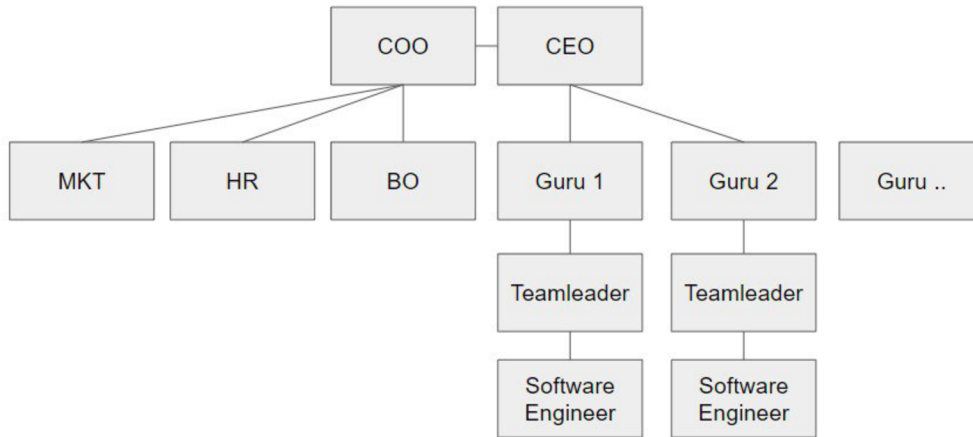 COO
CEO
MKT
HR
BO
Guru 1
Guru 2
Guru ..
Teamleader
Teamleader
Software
Engineer
Software
Engineer